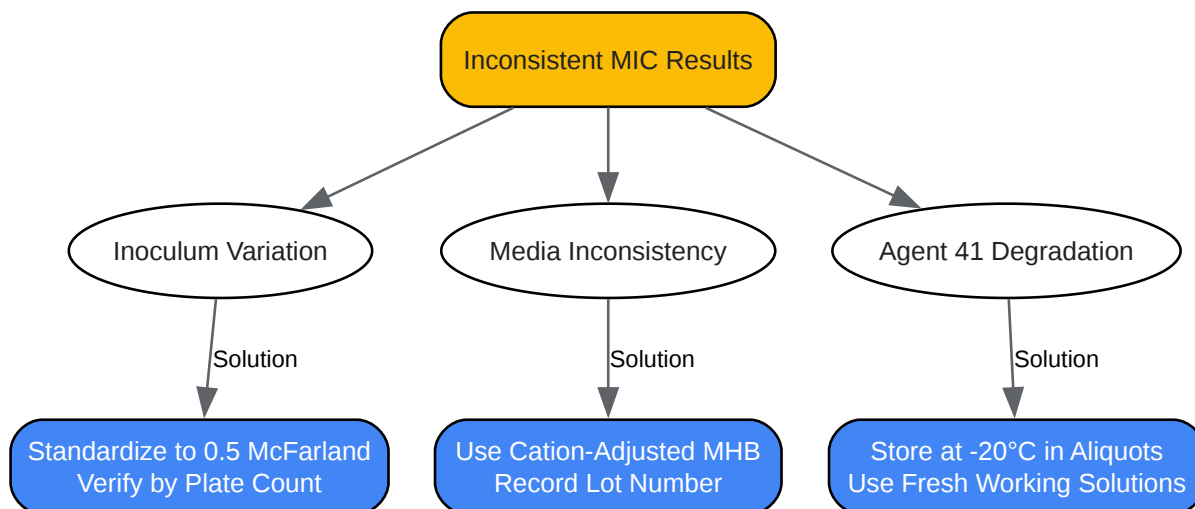 Inconsistent MIC Results
Inoculum Variation
Media Inconsistency
Agent 41 Degradation
Solution
Solution
Solution
Standardize to 0.5 McFarland
Verify by Plate Count
Use Cation-Adjusted MHB
Record Lot Number
Store at -20°C in Aliquots
Use Fresh Working Solutions